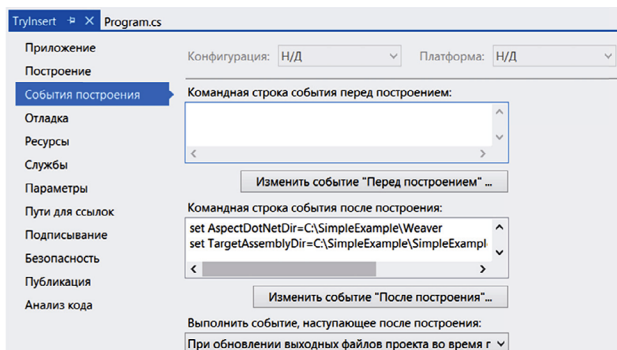 TryInsert Program.cs
Приложение
Построение
События построения
Отладка
Ресурсы
Службы
Параметры
Пути для ссылок
Подписывание
Безопасность
Публикация
Анализ кода
Конфигурация: Н/Д Платформа: Н/Д
Командная строка события перед построением:
Изменить событие "Перед построением" ...
Командная строка события после построения:
set AspectDotNetDir=C:\SimpleExample\Weaver
set TargetAssemblyDir=C:\SimpleExample\SimpleExampl
Изменить событие "После построения"...
Выполнить событие, наступающее после построения:
При обновлении выходных файлов проекта во время г